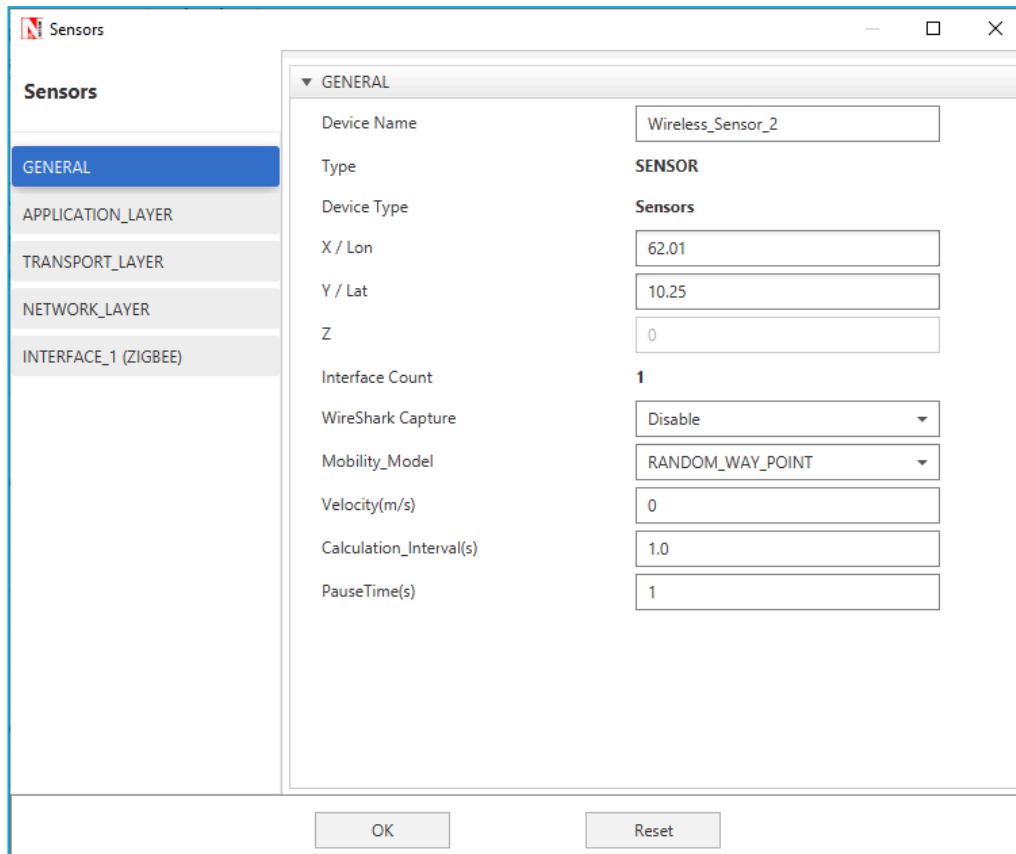 Sensors
Sensors
GENERAL
APPLICATION_LAYER
TRANSPORT_LAYER
NETWORK_LAYER
INTERFACE_1 (ZIGBEE)
GENERAL
Device Name Wireless_Sensor_2
Type SENSOR
Device Type Sensors
X / Lon 62.01
Y / Lat 10.25
Z 0
Interface Count 1
WireShark Capture Disable
Mobility_Model RANDOM_WAY_POINT
Velocity(m/s) 0
Calculation_Interval(s) 1.0
PauseTime(s) 1
OK Reset